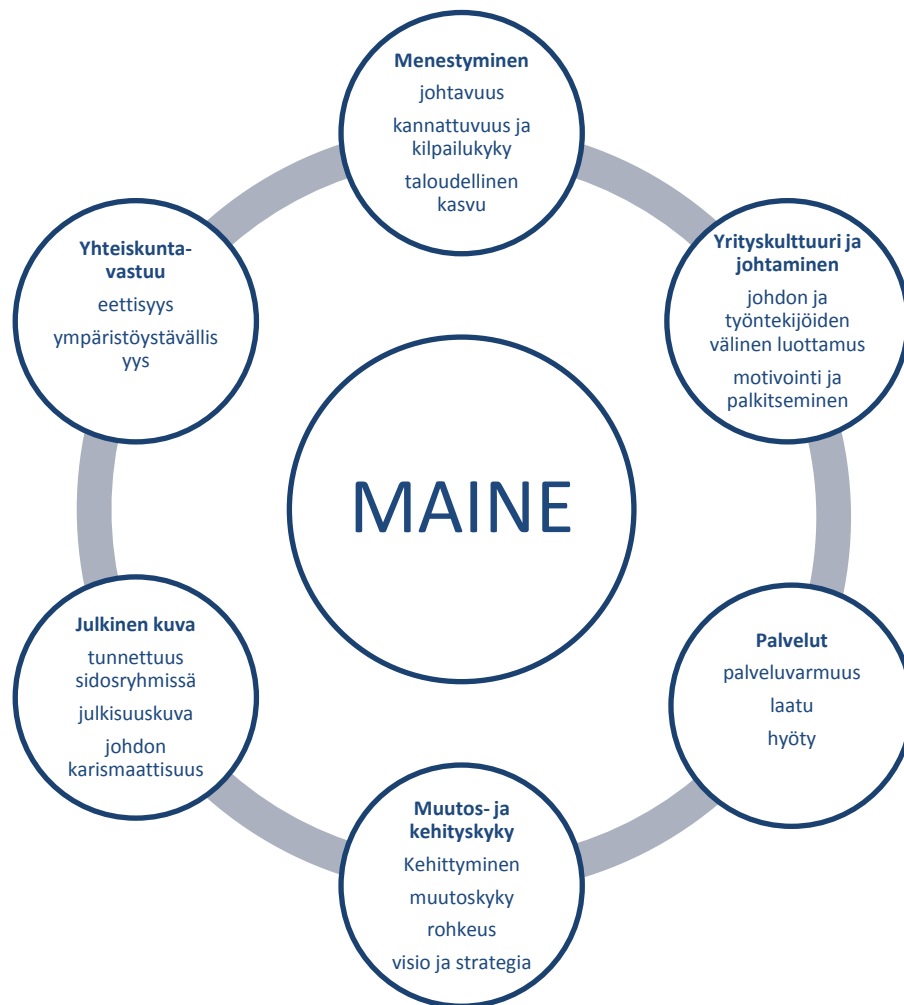 Menestyminen
johtavuus
kannattuvuus ja
kilpailukyky
taloudellinen
kasvu
Yrityskulttuuri ja
johtaminen
johdon ja
työntekijöiden
välinen luottamus
motivointi ja
palkitseminen
Palvelut
palveluvarmuus
laatu
hyöty
Muutos- ja
kehityskyky
Kehittyminen
muutoskyky
rohkeus
visio ja strategia
Julkinen kuva
tunnettuus
sidosryhmissä
julkisuuskuva
johdon
karismaattisuus
Yhteiskunta-
vastuu
eettisyys
ympäristöystävällis
yys
MAINE